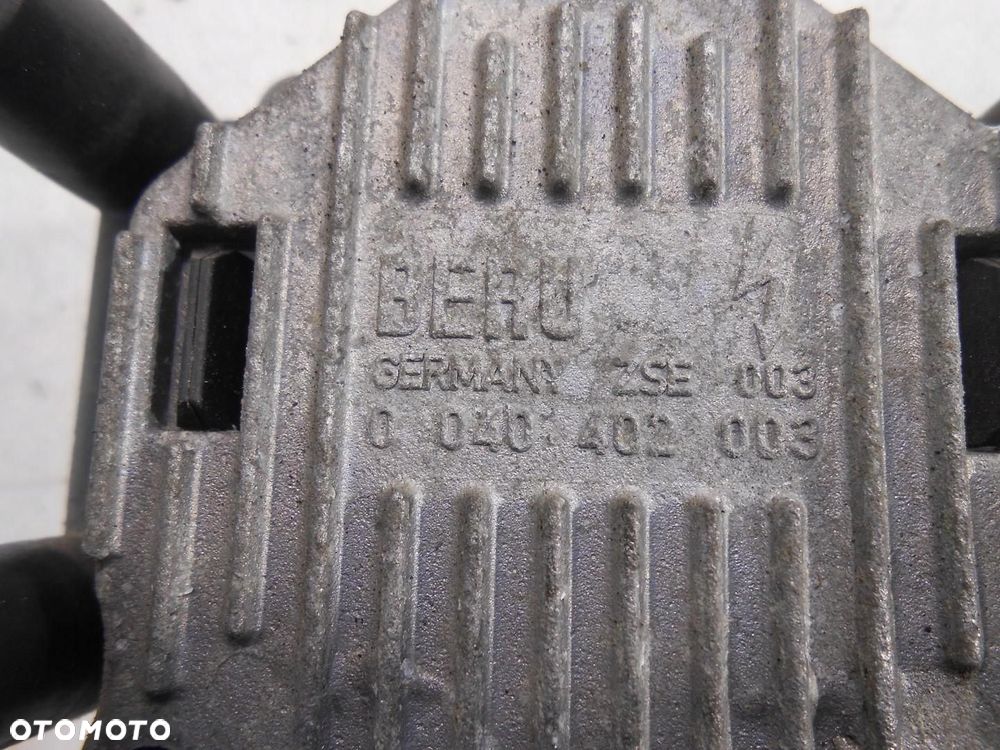 BERU
GERMANY ZSE 003
0 040 402 003
OTOMOTO